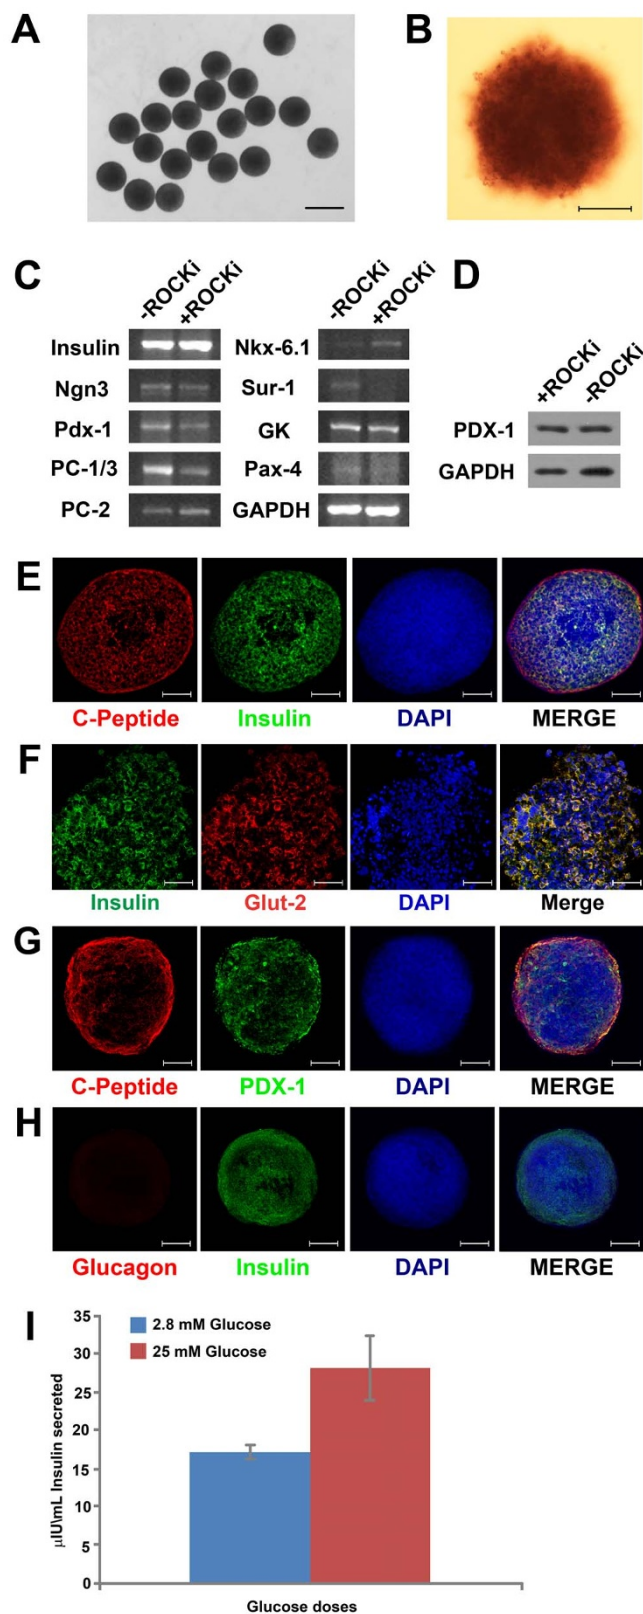 A
B
C
-ROCKi
+ROCKi
Insulin
Ngn3
Pdx-1
PC-1/3
PC-2
-ROCKi
+ROCKi
Nkx-6.1
Sur-1
GK
Pax-4
GAPDH
D
+ROCKi
-ROCKi
PDX-1
GAPDH
E
C-Peptide Insulin DAPI MERGE
F
Insulin Glut-2 DAPI Merge
G
C-Peptide PDX-1 DAPI MERGE
H
Glucagon Insulin DAPI MERGE
I
2.8 mM Glucose
25 mM Glucose
µIU\mL Insulin secreted
35
30
25
20
15
10
5
0
Glucose doses